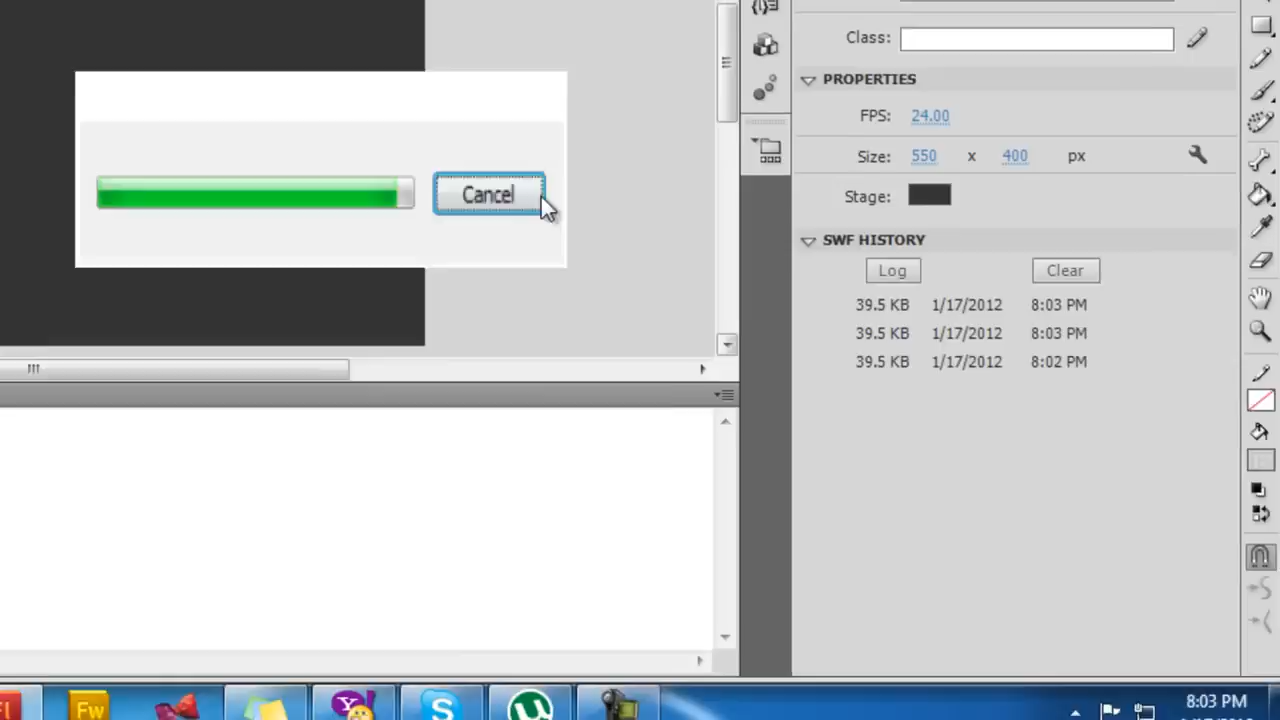 Class:
PROPERTIES
FPS: 24.00
Size: 550 x 400 px
Stage:
Cancel
SWF HISTORY
Log Clear
39.5 KB 1/17/2012 8:03 PM
39.5 KB 1/17/2012 8:03 PM
39.5 KB 1/17/2012 8:02 PM
Fw
8:03 PM